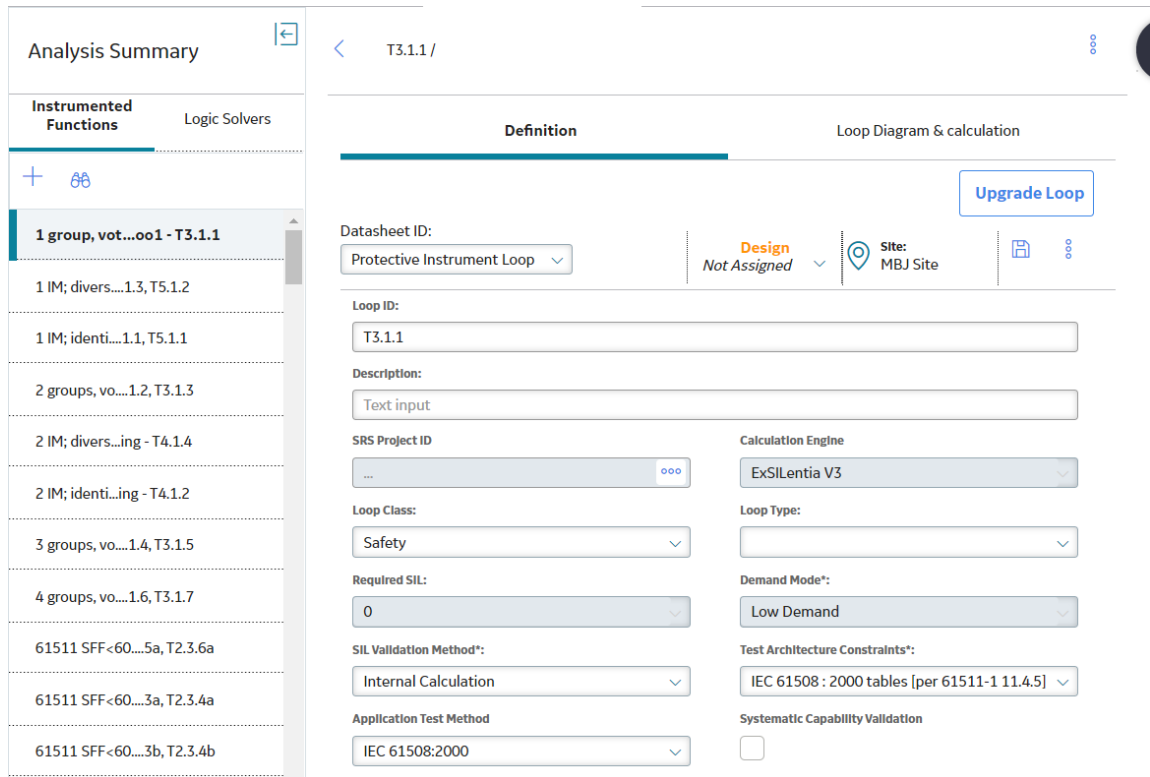 Analysis Summary
Instrumented
Functions
Logic Solvers
1 group, vot...oo1 - T3.1.1
1 IM; divers....1.3, T5.1.2
1 IM; identi....1.1, T5.1.1
2 groups, vo....1.2, T3.1.3
2 IM; divers...ing - T4.1.4
2 IM; identi...ing - T4.1.2
3 groups, vo....1.4, T3.1.5
4 groups, vo....1.6, T3.1.7
61511 SFF<60....5a, T2.3.6a
61511 SFF<60....3a, T2.3.4a
61511 SFF<60....3b, T2.3.4b
T3.1.1 /
Definition
Loop Diagram & calculation
Upgrade Loop
Datasheet ID:
Protective Instrument Loop
Design
Not Assigned
Site:
MBJ Site
Loop ID:
T3.1.1
Description:
Text input
SRS Project ID
...
Calculation Engine
ExSILentia V3
Loop Class:
Safety
Loop Type:
Required SIL:
0
Demand Mode*:
Low Demand
SIL Validation Method*:
Internal Calculation
Test Architecture Constraints*:
IEC 61508 : 2000 tables [per 61511-1 11.4.5]
Application Test Method
IEC 61508:2000
Systematic Capability Validation